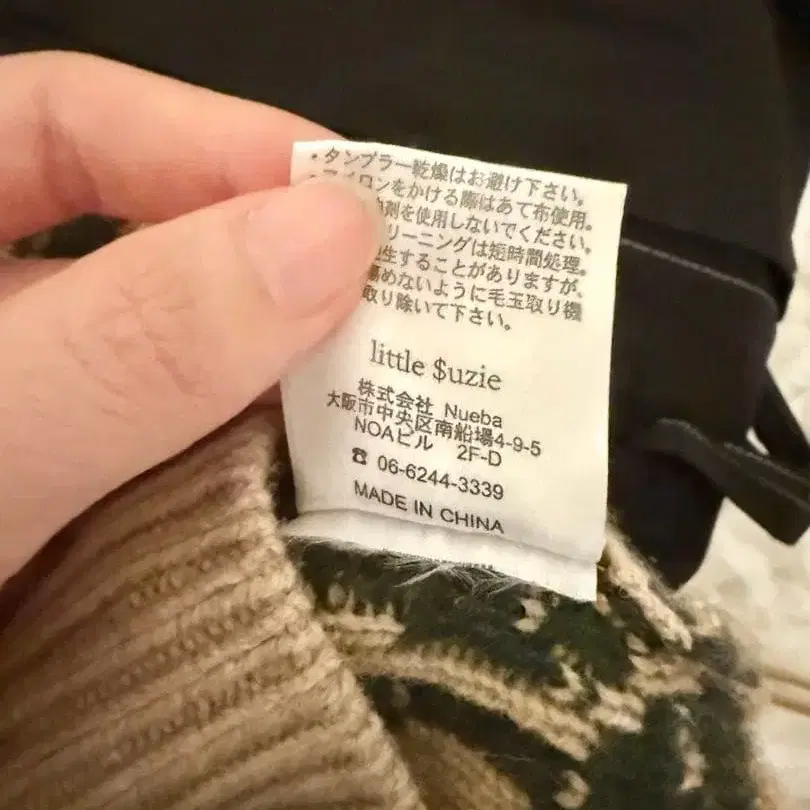 ・タンブラー乾燥はお避け下さい。
ロンをかける際はあて布使用。
剤を使用しないでください。
リーニングは短時間処理。
生することがありますが、
めないように毛玉取り機
取り除いて下さい。
little $uzie
株式会社 Nueba
大阪市中央区南船場4-9-5
NOAビル 2F-D
☎ 06-6244-3339
MADE IN CHINA